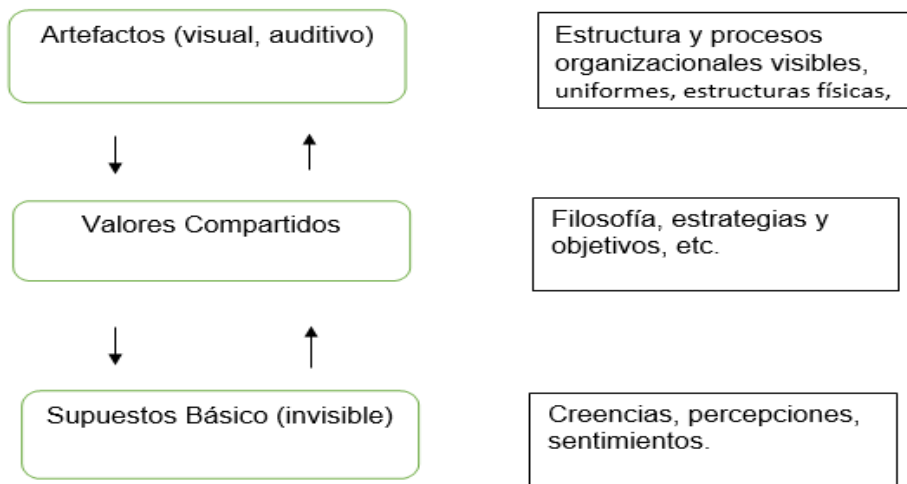 Artefactos (visual, auditivo)
Estructura y procesos
organizacionales visibles,
uniformes, estructuras físicas,
Valores Compartidos
Filosofía, estrategias y
objetivos, etc.
Supuestos Básico (invisible)
Creencias, percepciones,
sentimientos.